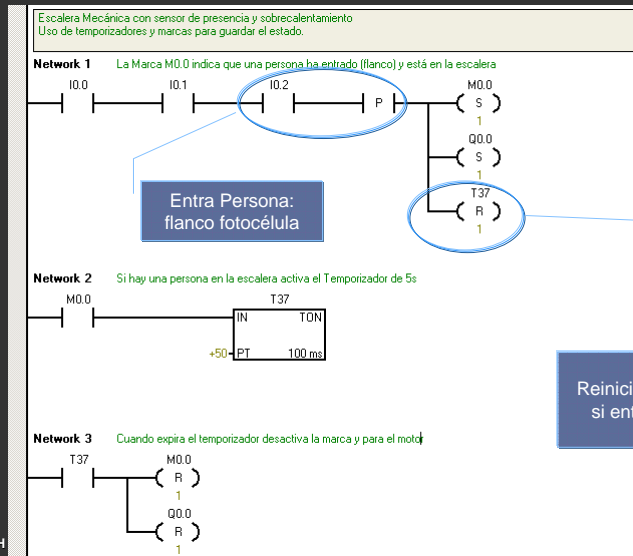 Escalera Mecánica con sensor de presencia y sobrecalentamiento
Uso de temporizadores y marcas para guardar el estado.
Network 1 La Marca M0.0 indica que una persona ha entrado (flanco) y está en la escalera
I0.0 I0.1 I0.2 M0.0
P S
1
Q0.0
S
1
T37
R
1
Entra Persona:
flanco fotocélula
Network 2 Si hay una persona en la escalera activa el Temporizador de 5s
M0.0 T37
IN TON
+50 PT 100 ms
Reinici
si ent
Network 3 Cuando expira el temporizador desactiva la marca y para el motor
T37 M0.0
R
1
Q0.0
R
1
H